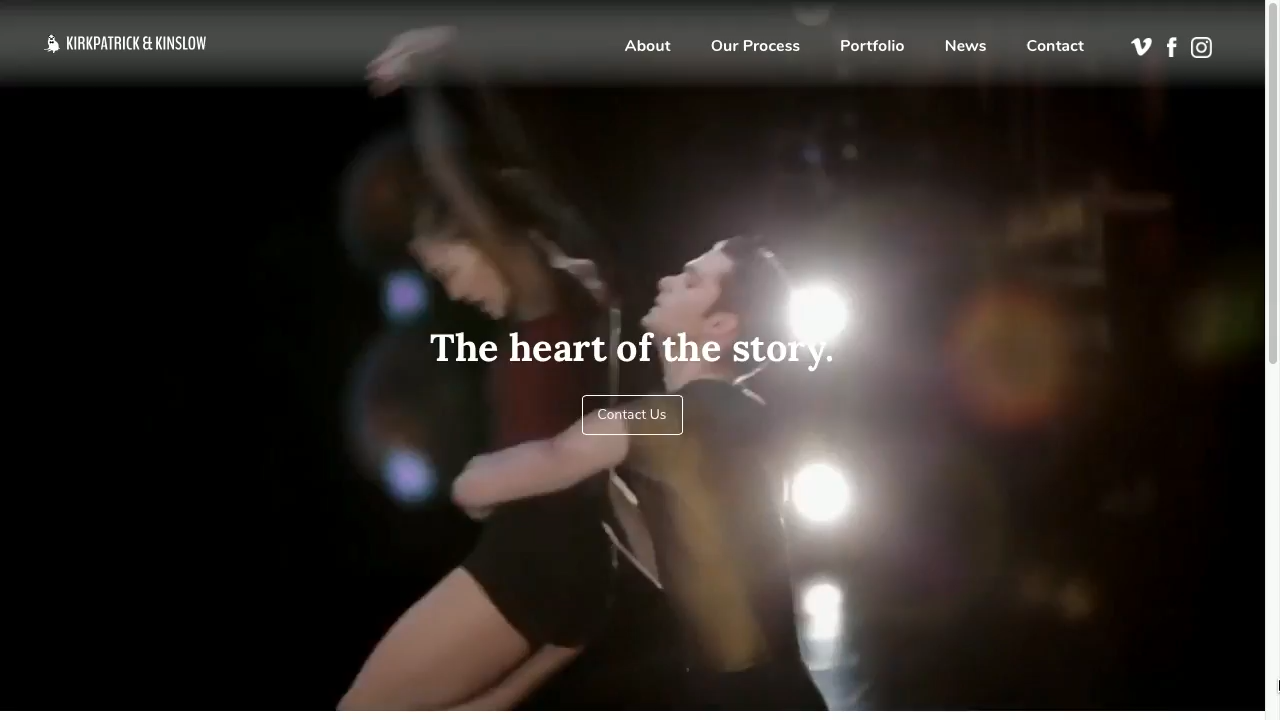 KIRKPATRICK & KINSLOW
About Our Process Portfolio News Contact
The heart of the story.
Contact Us